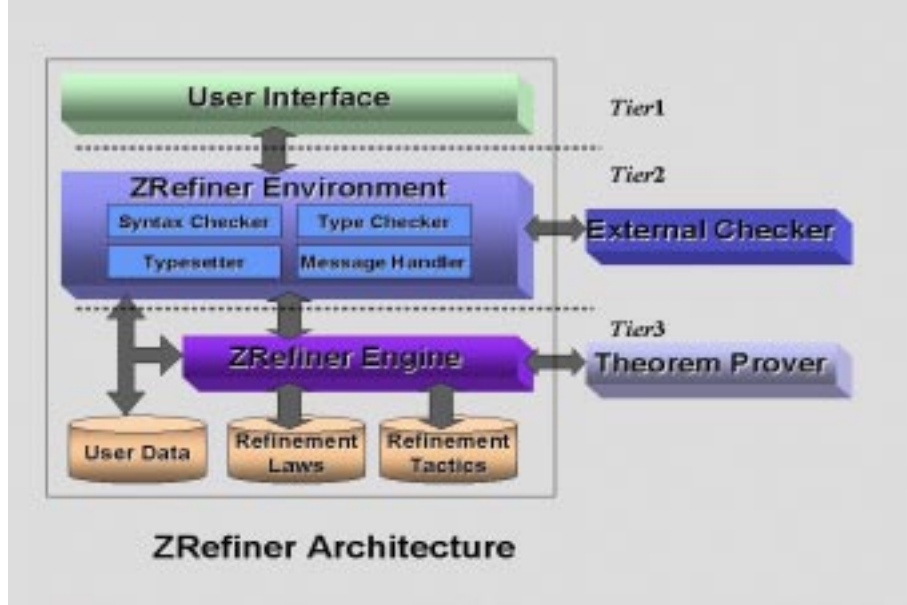 User Interface
Tier1
ZRefiner Environment
Tier2
Syntax Checker
Type Checker
Typesetter
Message Handler
External Checker
Tier3
ZRefiner Engine
Theorem Prover
User Data
Refinement
Laws
Refinement
Tactics
ZRefiner Architecture